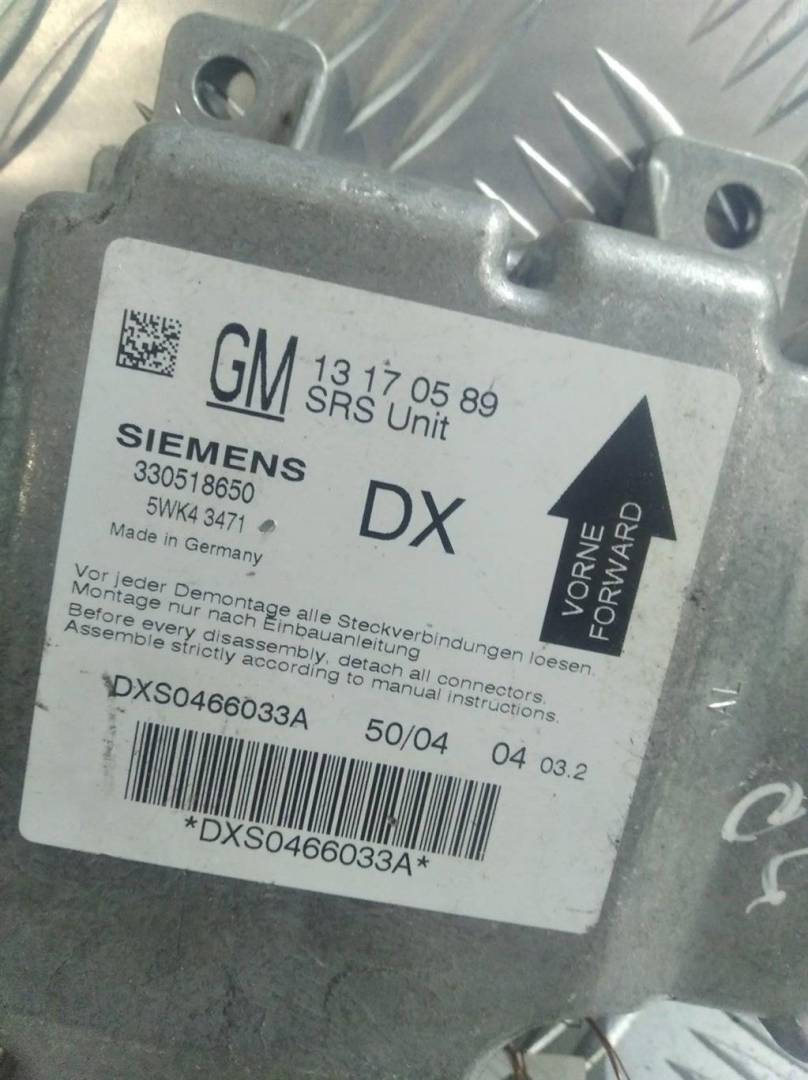 GM 13 17 05 89
SRS Unit
SIEMENS
330518650
5WK4 3471
Made in Germany
DX
VORNE
FORWARD
Vor jeder Demontage alle Steckverbindungen loesen.
Montage nur nach Einbauanleitung
Before every disassembly, detach all connectors.
Assemble strictly according to manual instructions.
DXS0466033A 50/04 04 03.2
*DXS0466033A*
AL